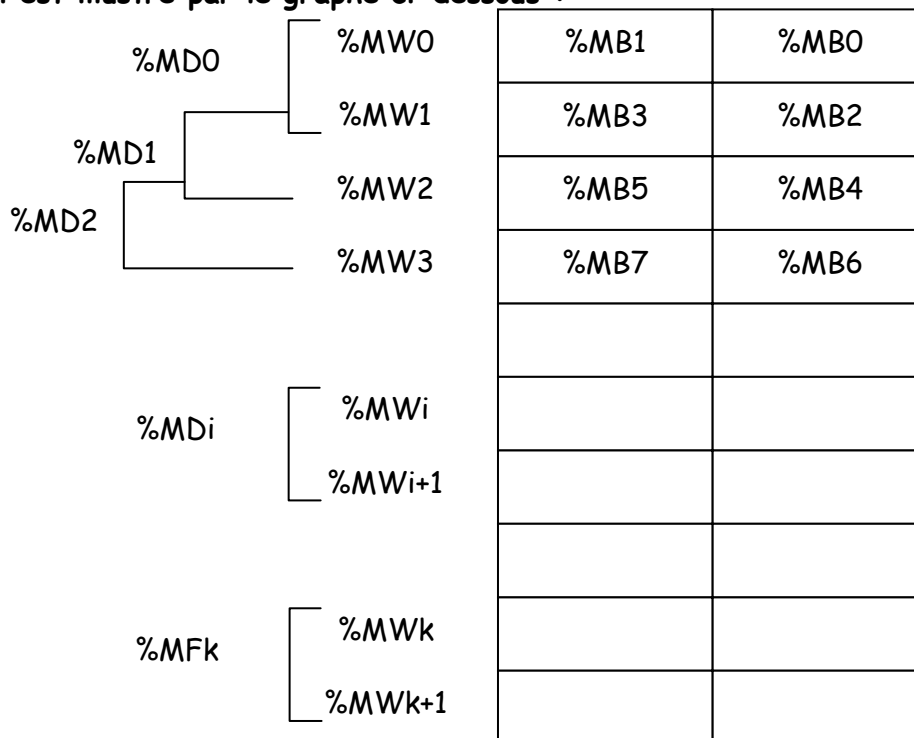 est illustré par le graphe ci-dessous :
%MD0 %MW0 %MB1 %MB0
%MW1 %MB3 %MB2
%MD1
%MW2 %MB5 %MB4
%MD2
%MW3 %MB7 %MB6
%MDi %MWi
%MWi+1
%MFk %MWk
%MWk+1